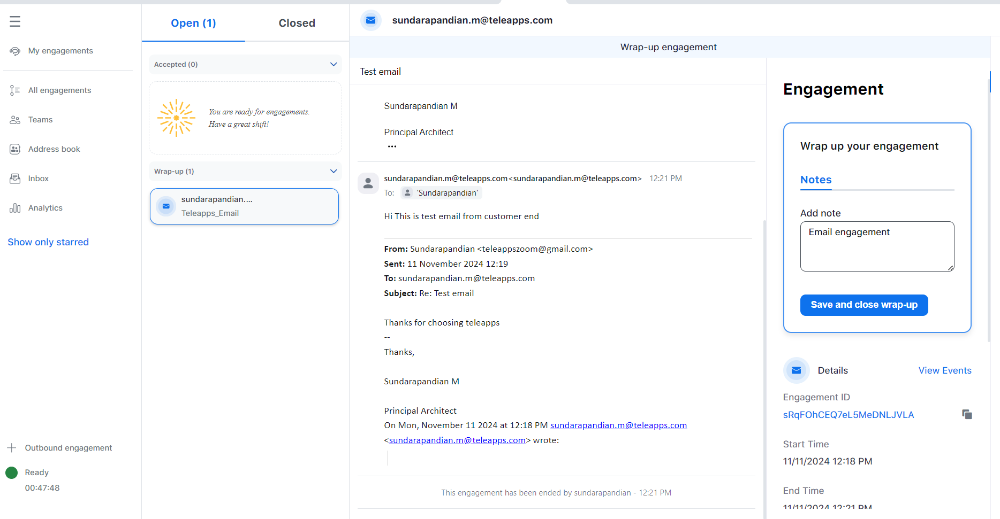 My engagements
All engagements
Teams
Address book
Inbox
Analytics
Show only starred
Outbound engagement
Ready
00:47:48
Open (1)
Closed
Accepted (0)
You are ready for engagements.
Have a great shift!
Wrap-up (1)
sundarapandian....
Teleapps_Email
sundarapandian.m@teleapps.com
Wrap-up engagement
Test email
Sundarapandian M
Principal Architect
•••
sundarapandian.m@teleapps.com<sundarapandian.m@teleapps.com> 12:21 PM
To: 'Sundarapandian'
Hi This is test email from customer end
From: Sundarapandian <teleappszoom@gmail.com>
Sent: 11 November 2024 12:19
To: sundarapandian.m@teleapps.com
Subject: Re: Test email
Thanks for choosing teleapps
--
Thanks,
Sundarapandian M
Principal Architect
On Mon, November 11 2024 at 12:18 PM sundarapandian.m@teleapps.com
<sundarapandian.m@teleapps.com> wrote:
This engagement has been ended by sundarapandian - 12:21 PM
Engagement
Wrap up your engagement
Notes
Add note
Email engagement
Save and close wrap-up
Details
View Events
Engagement ID
sRqFOhCEQ7eL5MeDNLJVLA
Start Time
11/11/2024 12:18 PM
End Time
11/11/2024 12:21 PM